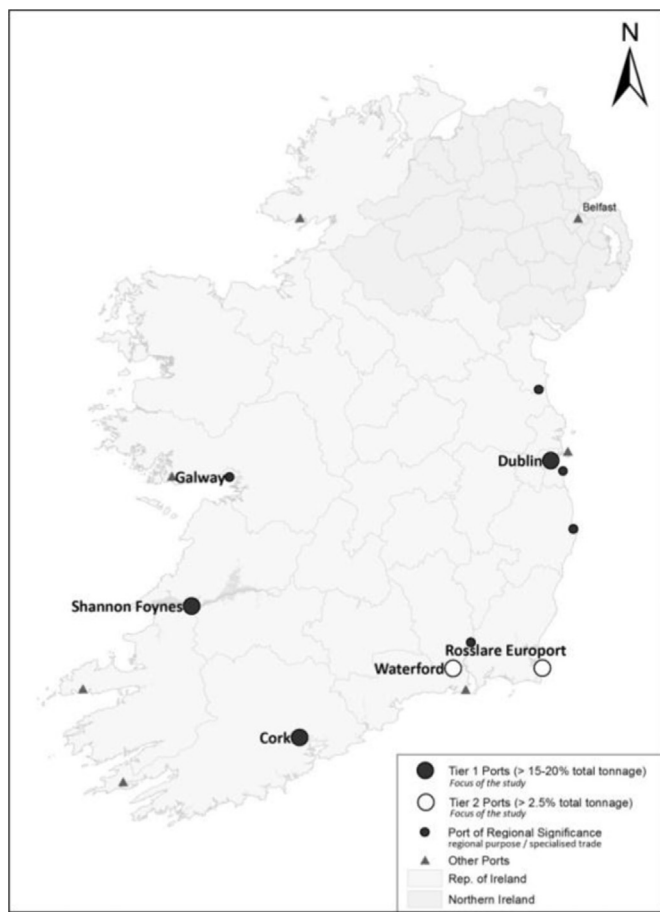 N
Belfast
Dublin
Galway
Shannon Foynes
Rosslare Europort
Waterford
Cork
Tier 1 Ports (> 15-20% total tonnage)
Focus of the study
Tier 2 Ports (> 2.5% total tonnage)
Focus of the study
Port of Regional Significance
regional purpose / specialised trade
Other Ports
Rep. of Ireland
Northern Ireland